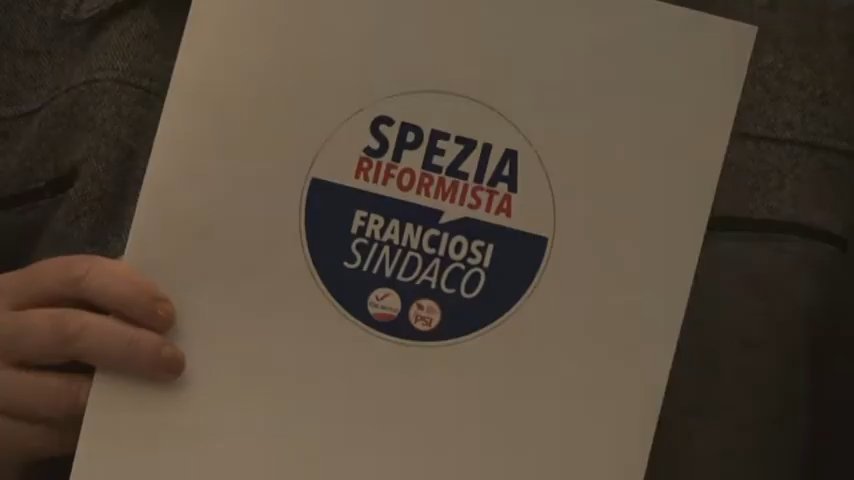 SPEZIA
RIFORMISTA
FRANCIOSI
SINDACO
PSI